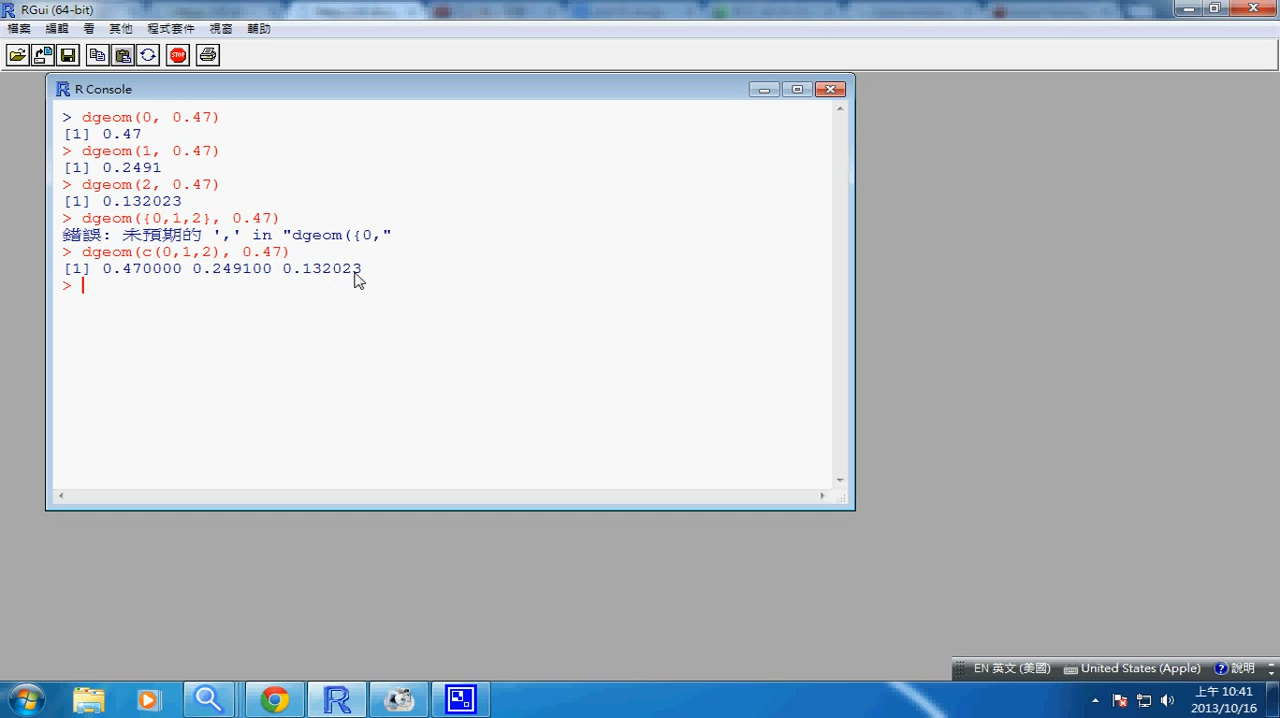 RGui (64-bit)
檔案 編輯 看 其他 程式套件 視窗 輔助
STOP
R Console
> dgeom(0, 0.47)
[1] 0.47
> dgeom(1, 0.47)
[1] 0.2491
> dgeom(2, 0.47)
[1] 0.132023
> dgeom({0,1,2}, 0.47)
錯誤: 未預期的 ',' in "dgeom({0,"
> dgeom(c(0,1,2), 0.47)
[1] 0.470000 0.249100 0.132023
>
EN 英文 (美國) United States (Apple) 說明
上午 10:41
2013/10/16